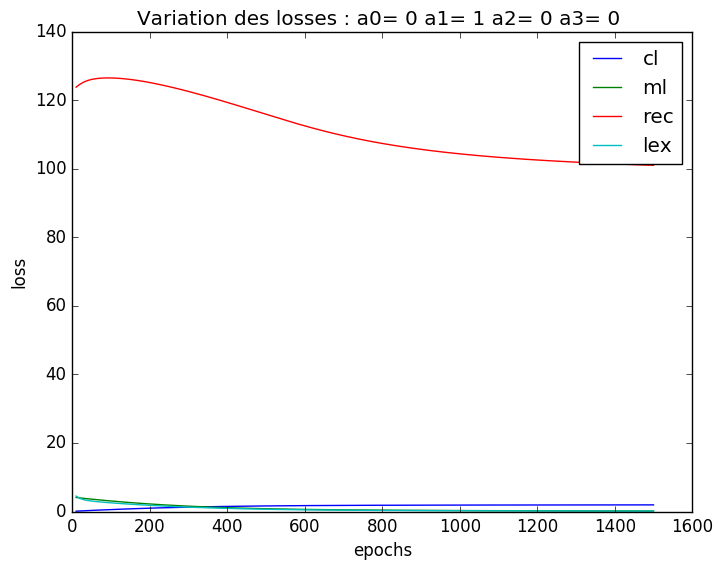 Variation des losses : a0= 0 a1= 1 a2= 0 a3= 0
140
120
100
80
60
40
20
0
loss
cl
ml
rec
lex
0 200 400 600 800 1000 1200 1400 1600
epochs